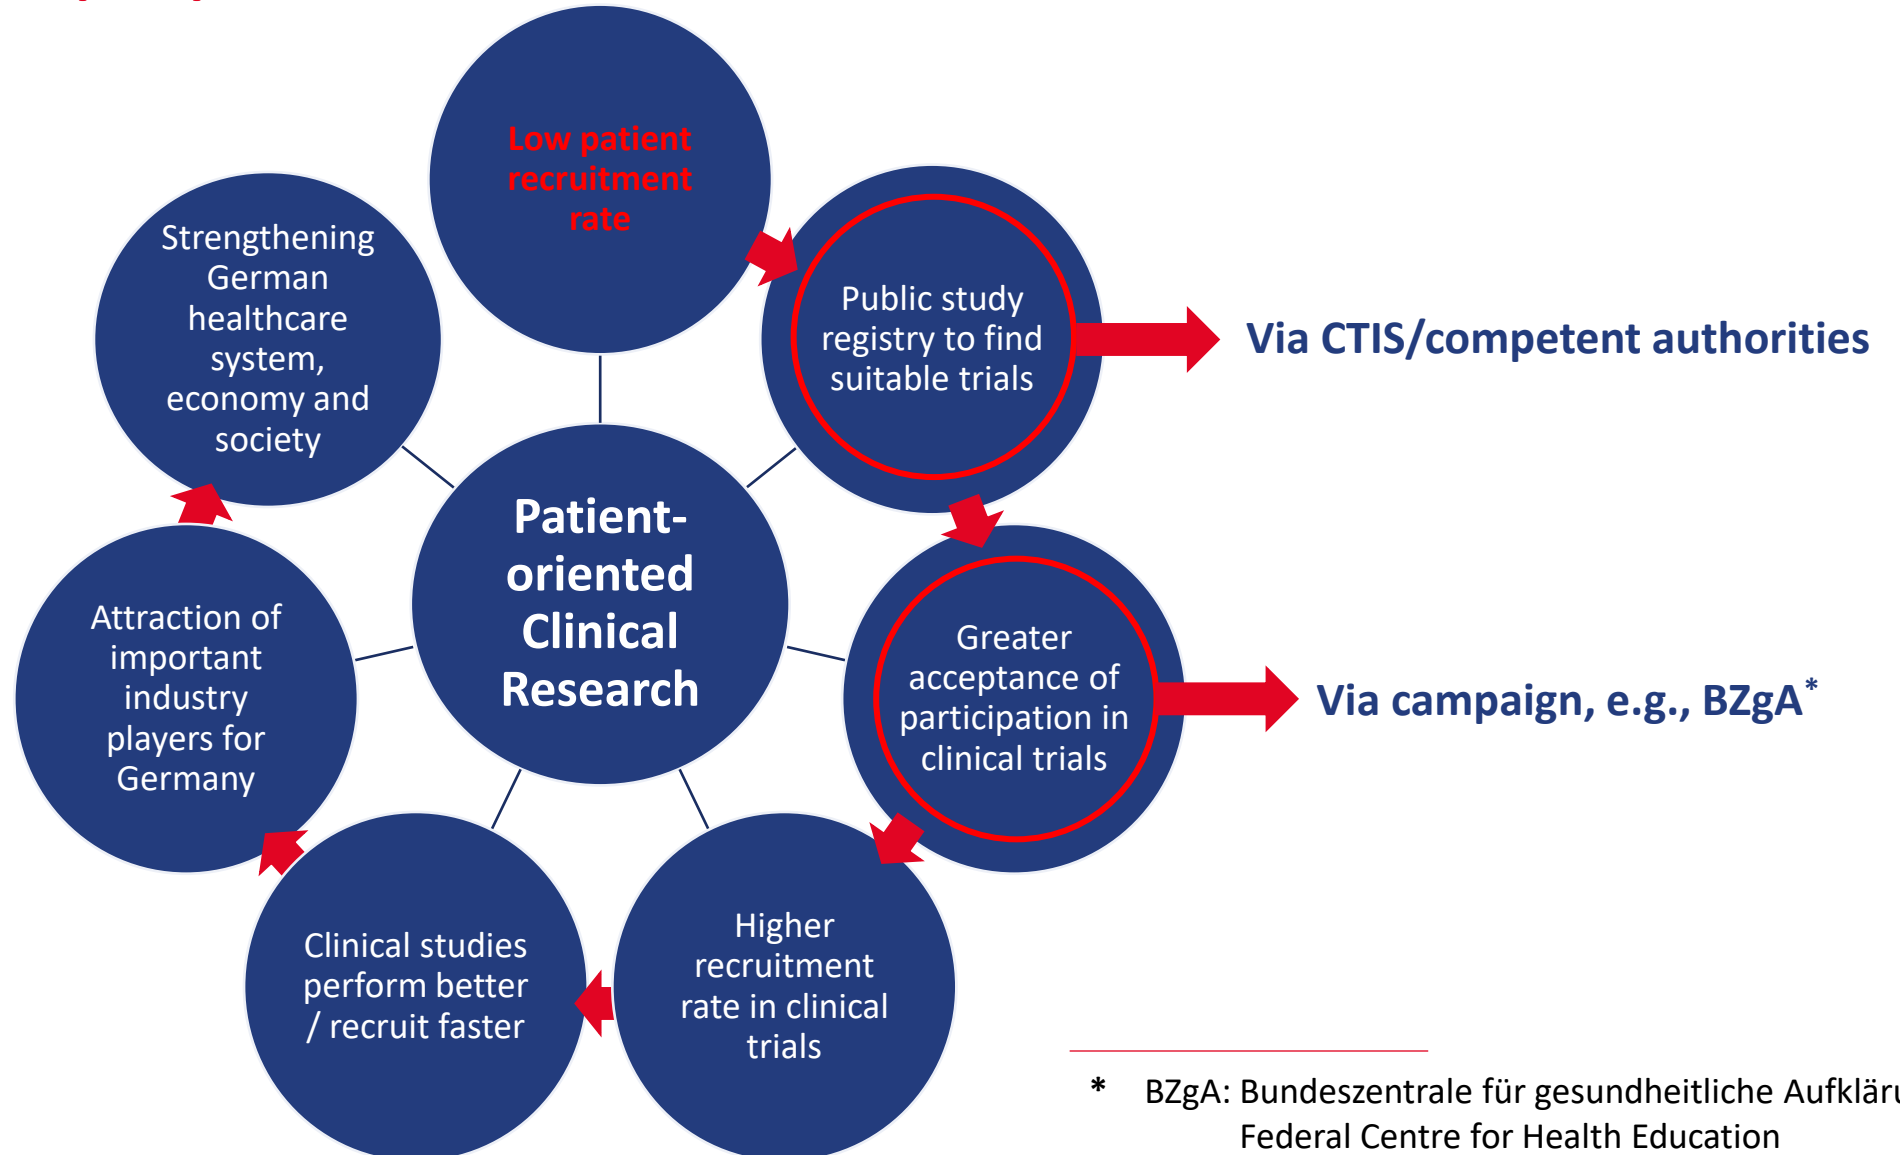 Low patient
recruitment
rate
Public study
registry to find
suitable trials
Via CTIS/competent authorities
Greater
acceptance of
participation in
clinical trials
Via campaign, e.g., BZgA*
Higher
recruitment
rate in clinical
trials
Clinical studies
perform better
/ recruit faster
Attraction of
important
industry
players for
Germany
Strengthening
German
healthcare
system,
economy and
society
Patient-
oriented
Clinical
Research
* BZgA: Bundeszentrale für gesundheitliche
Federal Centre for Health Education